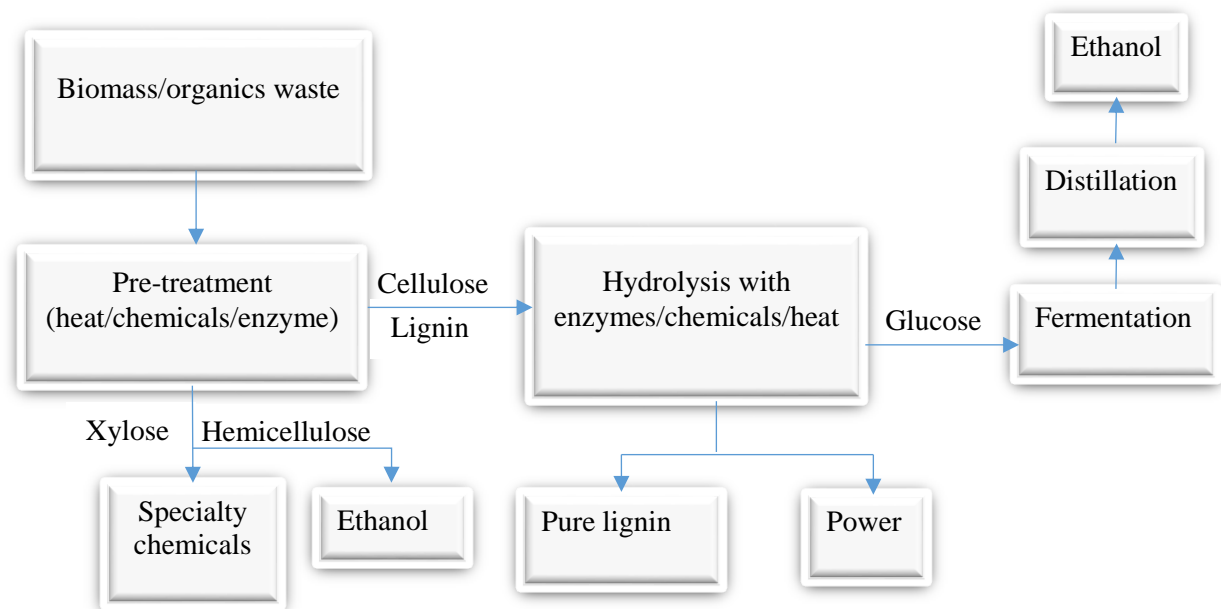 Ethanol
Biomass/organics waste
Distillation
Pre-treatment
(heat/chemicals/enzyme)
Cellulose
Lignin
Hydrolysis with
enzymes/chemicals/heat
Glucose
Fermentation
Xylose
Hemicellulose
Specialty
chemicals
Ethanol
Pure lignin
Power